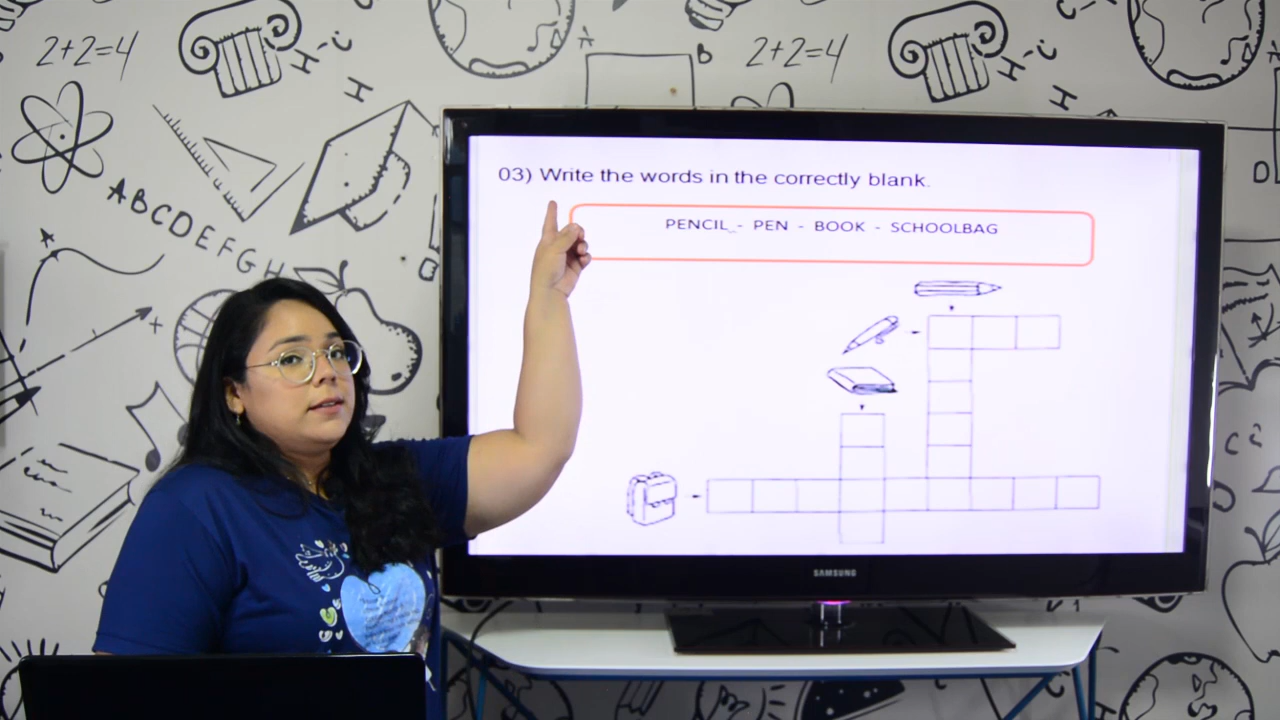 2+2=4
H-C
H
A
B
2+2=4
H-C
H
D
ABCDEFGH
x
03) Write the words in the correctly blank.
PENCIL - PEN - BOOK - SCHOOLBAG
SAMSUNG